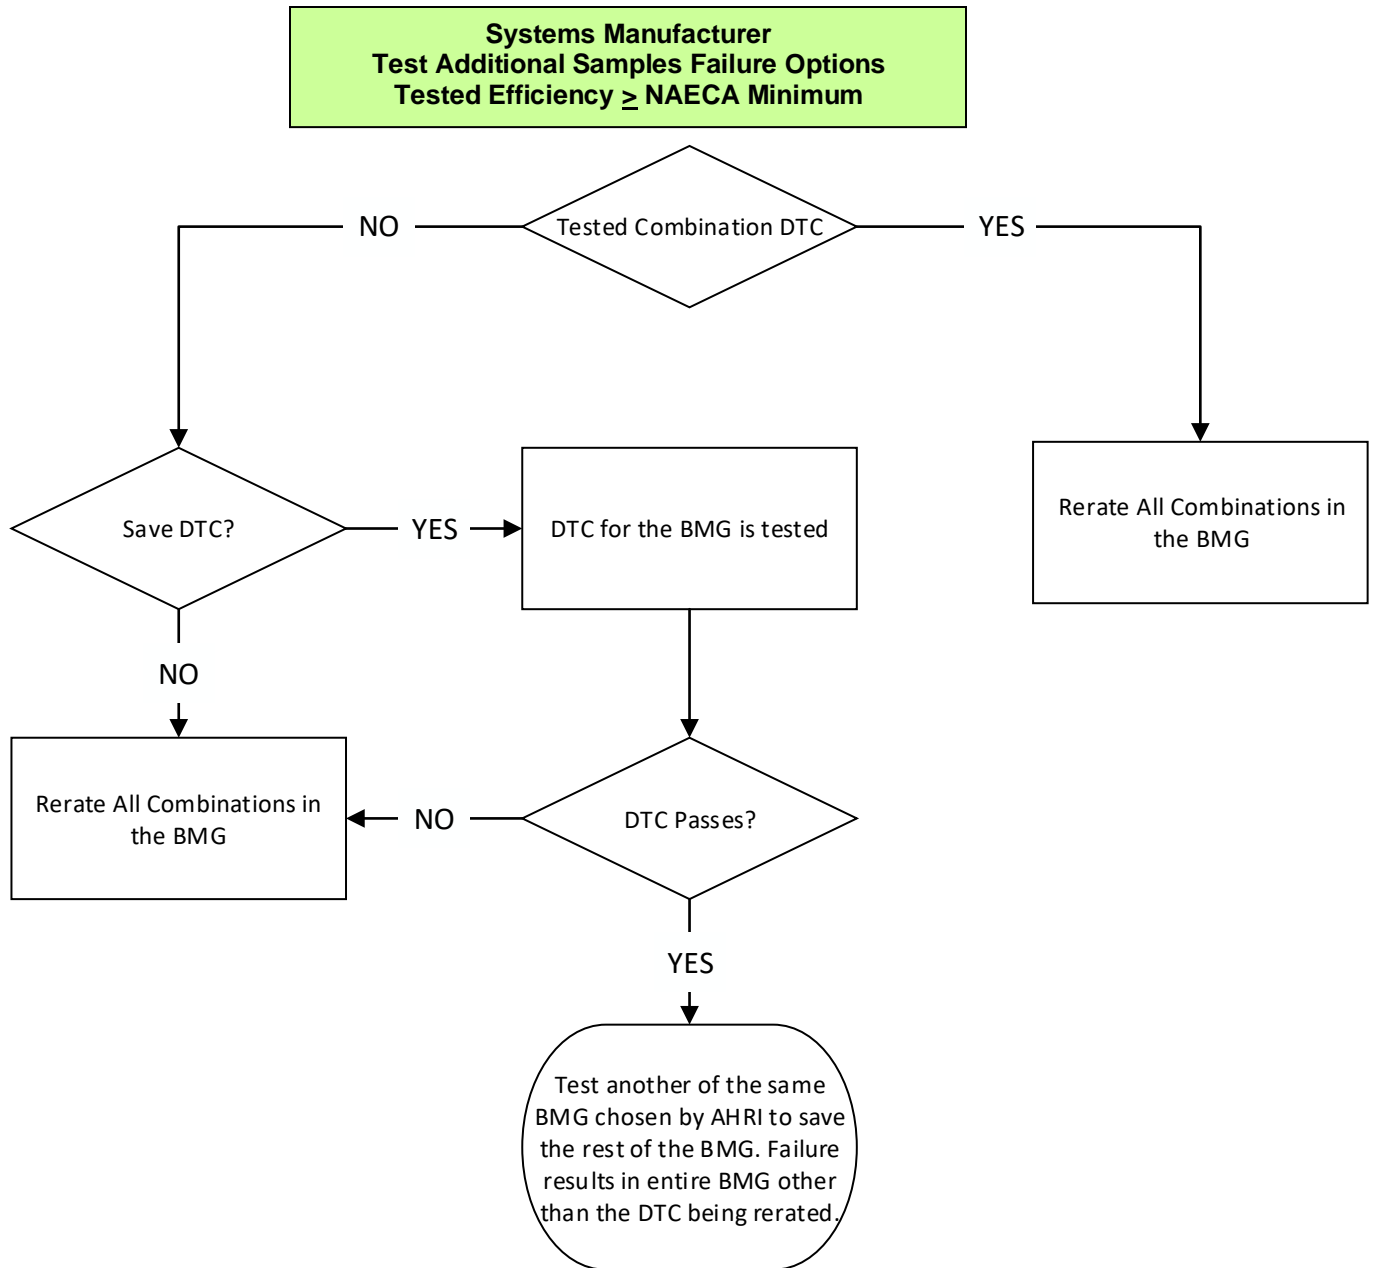 Systems Manufacturer
Test Additional Samples Failure Options
Tested Efficiency ≥ NAECA Minimum
NO
Tested Combination DTC
YES
Save DTC?
YES
DTC for the BMG is tested
Rerate All Combinations in
the BMG
NO
Rerate All Combinations in
the BMG
NO
DTC Passes?
YES
Test another of the same
BMG chosen by AHRI to save
the rest of the BMG. Failure
results in entire BMG other
than the DTC being rerated.